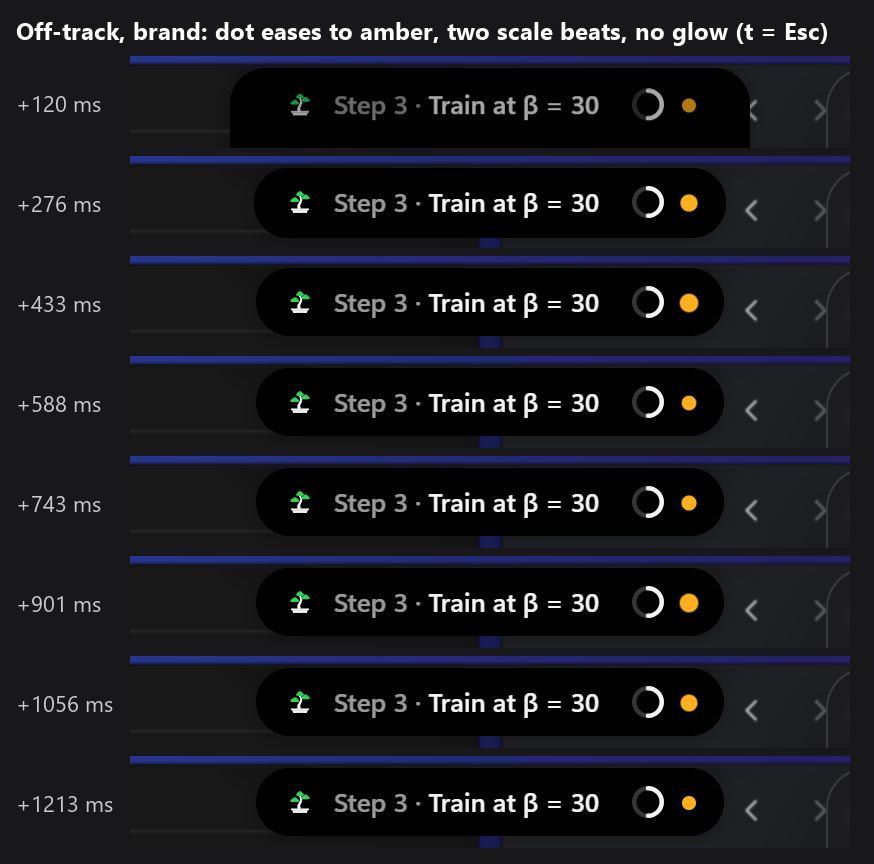 Off-track, brand: dot eases to amber, two scale beats, no glow (t = Esc)
+120 ms Step 3 · Train at β = 30
+276 ms Step 3 · Train at β = 30
+433 ms Step 3 · Train at β = 30
+588 ms Step 3 · Train at β = 30
+743 ms Step 3 · Train at β = 30
+901 ms Step 3 · Train at β = 30
+1056 ms Step 3 · Train at β = 30
+1213 ms Step 3 · Train at β = 30